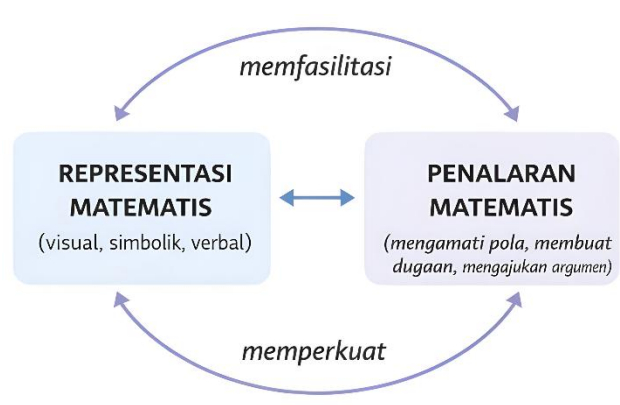 memfasilitasi
REPRESENTASI
MATEMATIS
(visual, simbolik, verbal)
PENALARAN
MATEMATIS
(mengamati pola, membuat
dugaan, mengajukan argumen)
memperkuat